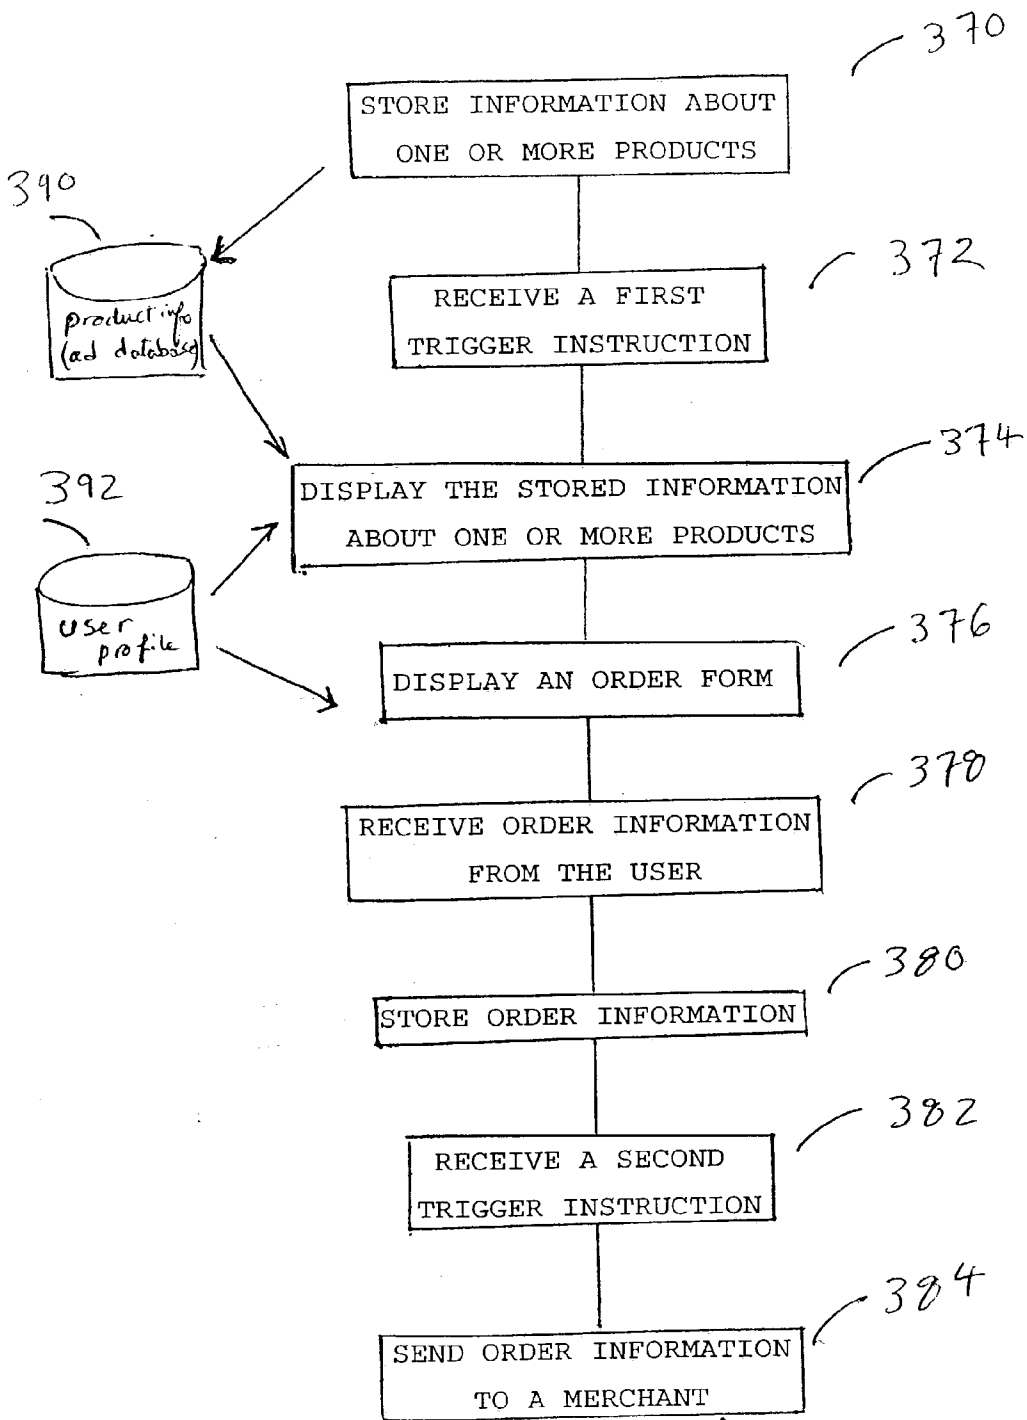 370
STORE INFORMATION ABOUT
ONE OR MORE PRODUCTS
390
product info
(ad database)
372
RECEIVE A FIRST
TRIGGER INSTRUCTION
374
DISPLAY THE STORED INFORMATION
ABOUT ONE OR MORE PRODUCTS
392
user
profile
376
DISPLAY AN ORDER FORM
378
RECEIVE ORDER INFORMATION
FROM THE USER
380
STORE ORDER INFORMATION
382
RECEIVE A SECOND
TRIGGER INSTRUCTION
384
SEND ORDER INFORMATION
TO A MERCHANT